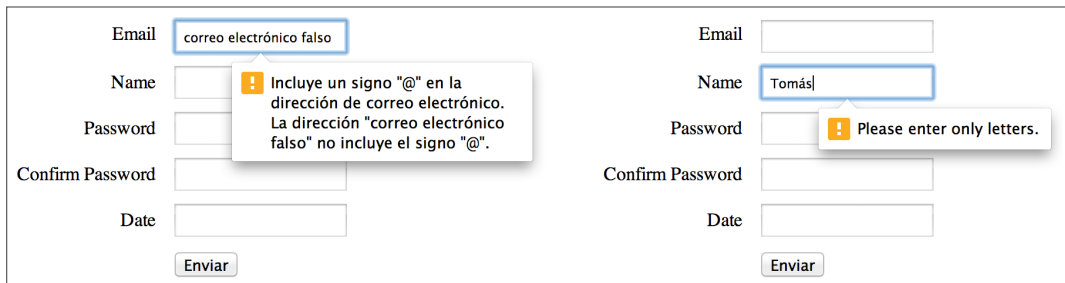 Email
correo electrónico falso
Incluye un signo "@" en la
dirección de correo electrónico.
La dirección "correo electrónico
falso" no incluye el signo "@".
Name
Password
Confirm Password
Date
Enviar
Email
Name
Tomás
Please enter only letters.
Password
Confirm Password
Date
Enviar